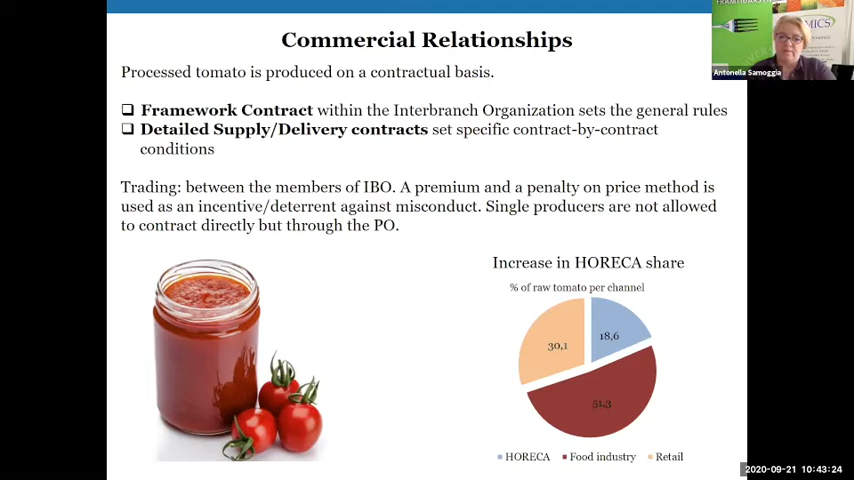 Commercial Relationships
Processed tomato is produced on a contractual basis.
Framework Contract within the Interbranch Organization sets the general rules
Detailed Supply/Delivery contracts set specific contract-by-contract
conditions
Trading: between the members of IBO. A premium and a penalty on price method is
used as an incentive/deterrent against misconduct. Single producers are not allowed
to contract directly but through the PO.
Increase in HORECA share
% of raw tomato per channel
18,6
30,1
51,3
HORECA Food industry Retail
Antonella Samoggia
2020-09-21 10:43:24